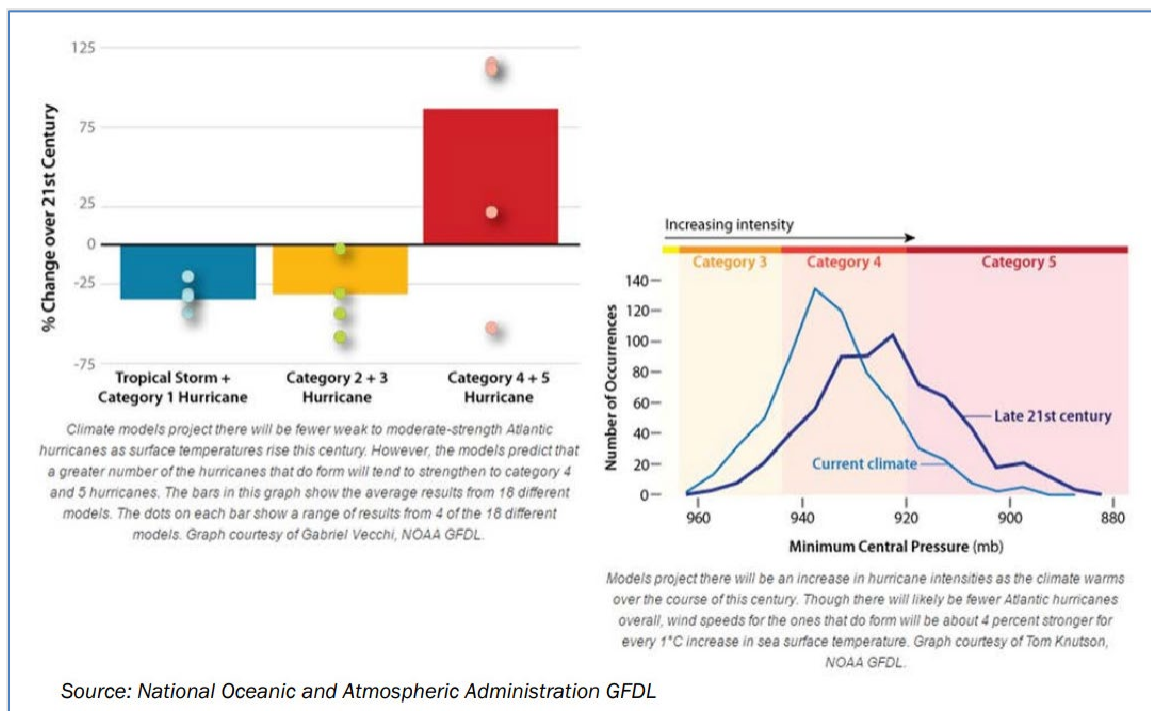 125
75
25
0
-25
-75
% Change over 21st Century
Tropical Storm +
Category 1 Hurricane
Category 2 + 3
Hurricane
Category 4 + 5
Hurricane
Climate models project there will be fewer weak to moderate-strength Atlantic
hurricanes as surface temperatures rise this century. However, the models predict that
a greater number of the hurricanes that do form will tend to strengthen to category 4
and 5 hurricanes. The bars in this graph show the average results from 18 different
models. The dots on each bar show a range of results from 4 of the 18 different
models. Graph courtesy of Gabriel Vecchi, NOAA GFDL.
Increasing intensity
Category 3
Category 4
Category 5
140
120
100
80
60
40
20
0
Number of Occurrences
Late 21st century
Current climate
960
940
920
900
880
Minimum Central Pressure (mb)
Models project there will be an increase in hurricane intensities as the climate warms
over the course of this century. Though there will likely be fewer Atlantic hurricanes
overall, wind speeds for the ones that do form will be about 4 percent stronger for
every 1°C increase in sea surface temperature. Graph courtesy of Tom Knutson,
NOAA GFDL.
Source: National Oceanic and Atmospheric Administration GFDL